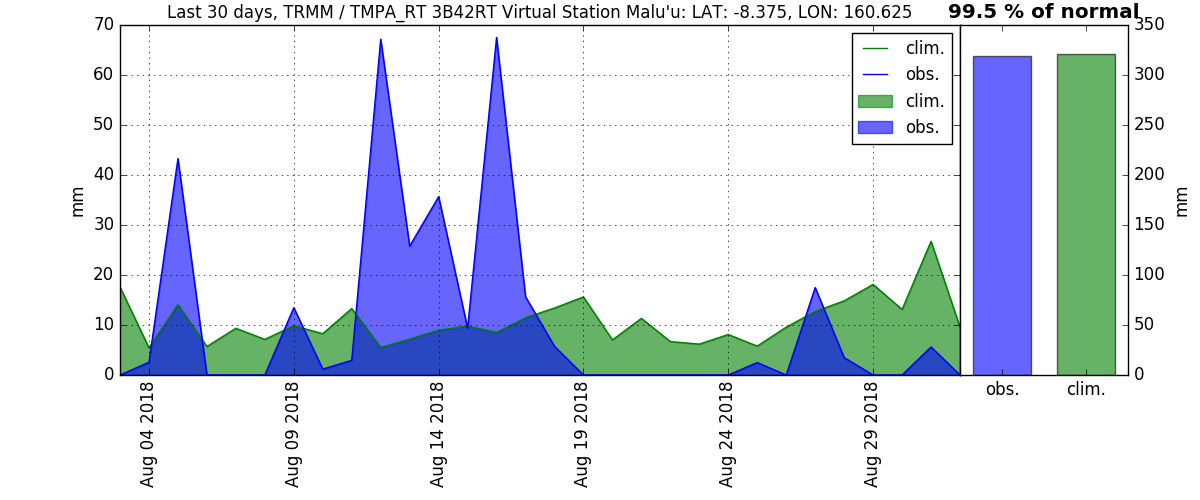 Last 30 days, TRMM / TMPA_RT 3B42RT Virtual Station Malu'u: LAT: -8.375, LON: 160.625
99.5 % of normal
70
60
50
40
30
20
10
0
mm
clim.
obs.
clim.
obs.
350
300
250
200
150
100
50
0
mm
obs.
clim.
Aug 04 2018
Aug 09 2018
Aug 14 2018
Aug 19 2018
Aug 24 2018
Aug 29 2018